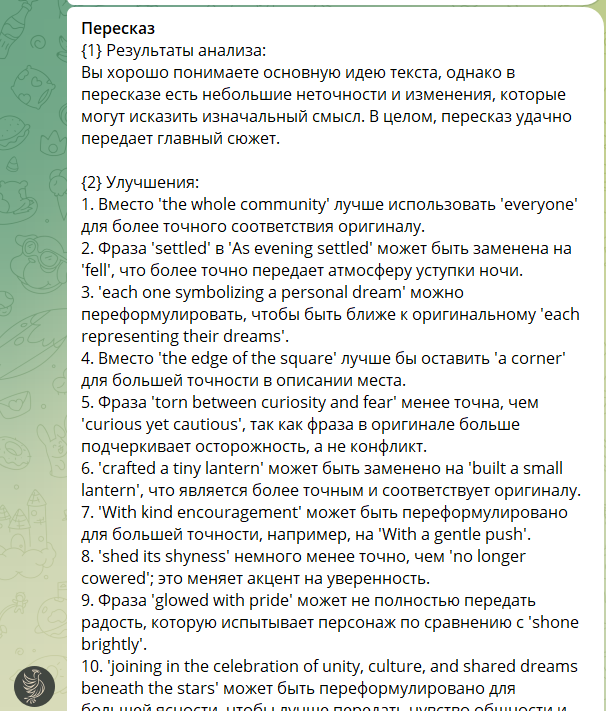 Пересказ
{1} Результаты анализа:
Вы хорошо понимаете основную идею текста, однако в
пересказе есть небольшие неточности и изменения, которые
могут исказить изначальный смысл. В целом, пересказ удачно
передает главный сюжет.
{2} Улучшения:
1. Вместо 'the whole community' лучше использовать 'everyone'
для более точного соответствия оригиналу.
2. Фраза 'settled' в 'As evening settled' может быть заменена на
'fell', что более точно передает атмосферу уступки ночи.
3. 'each one symbolizing a personal dream' можно
переформулировать, чтобы быть ближе к оригинальному 'each
representing their dreams'.
4. Вместо 'the edge of the square' лучше бы оставить 'a corner'
для большей точности в описании места.
5. Фраза 'torn between curiosity and fear' менее точна, чем
'curious yet cautious', так как фраза в оригинале больше
подчеркивает осторожность, а не конфликт.
6. 'crafted a tiny lantern' может быть заменено на 'built a small
lantern', что является более точным и соответствует оригиналу.
7. 'With kind encouragement' может быть переформулировано
для большей точности, например, на 'With a gentle push'.
8. 'shed its shyness' немного менее точно, чем 'no longer
cowered'; это меняет акцент на уверенность.
9. Фраза 'glowed with pride' может не полностью передать
радость, которую испытывает персонаж по сравнению с 'shone
brightly'.
10. 'joining in the celebration of unity, culture, and shared dreams
beneath the stars' может быть переформулировано для
большей ясности, чтобы лучше передать чувство общности и